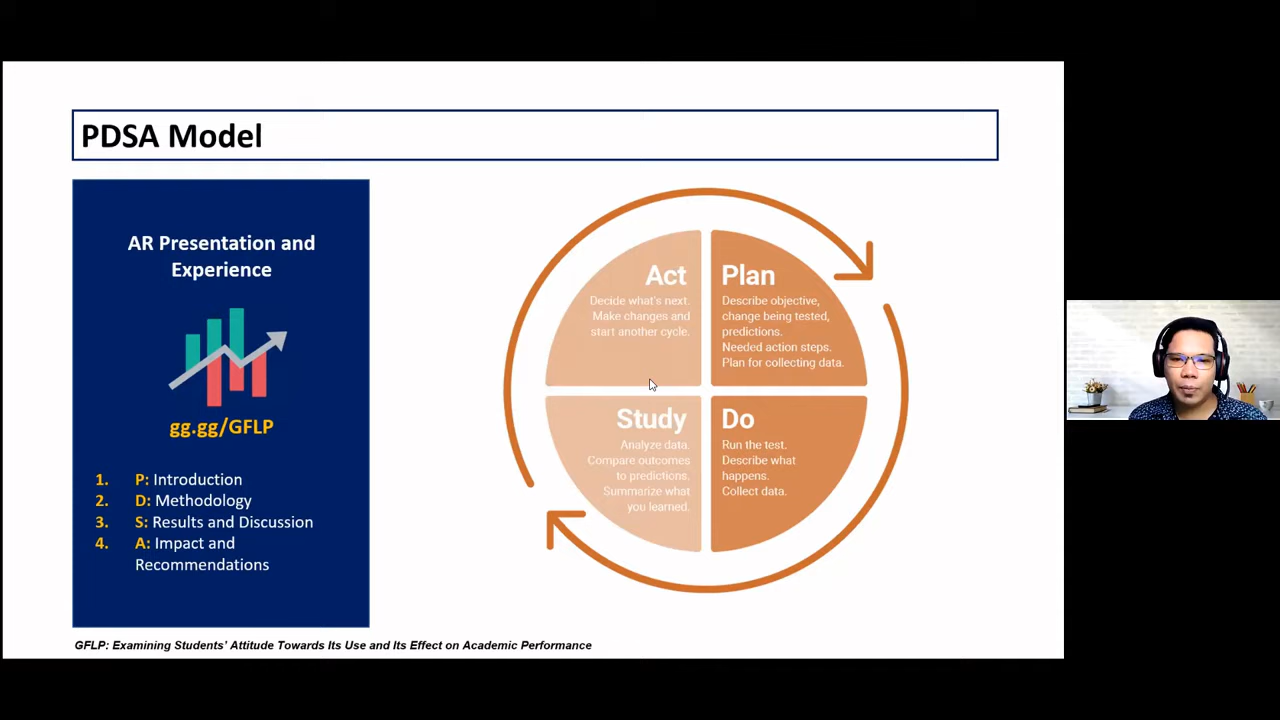 PDSA Model
AR Presentation and
Experience
gg.gg/GFLP
1. P: Introduction
2. D: Methodology
3. S: Results and Discussion
4. A: Impact and
Recommendations
Act
Decide what's next.
Make changes and
start another cycle.
Plan
Describe objective,
change being tested,
predictions.
Needed action steps.
Plan for collecting data.
Study
Analyze data.
Compare outcomes
to predictions.
Summarize what
you learned.
Do
Run the test.
Describe what
happens.
Collect data.
GFLP: Examining Students' Attitude Towards Its Use and Its Effect on Academic Performance